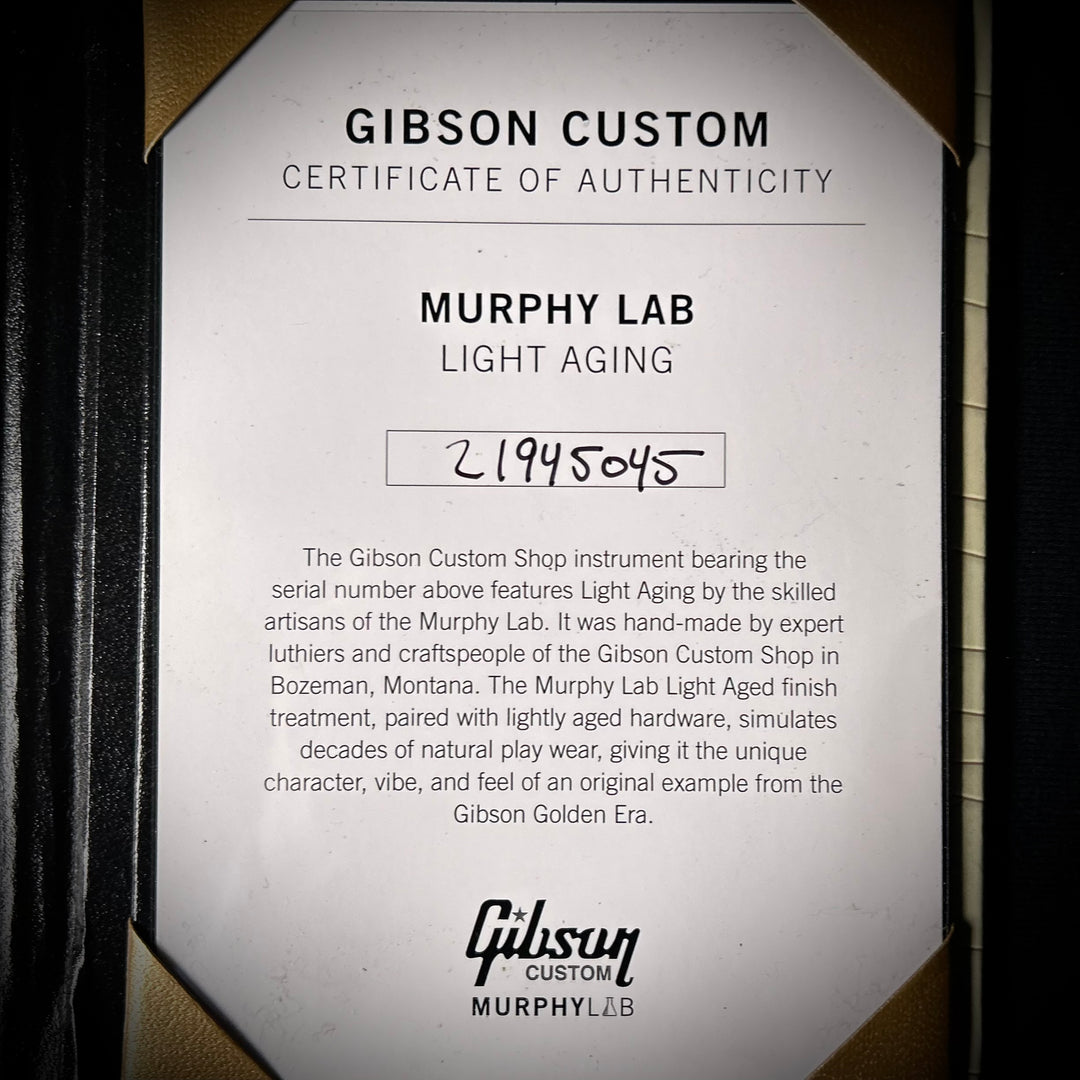 GIBSON CUSTOM
CERTIFICATE OF AUTHENTICITY
MURPHY LAB
LIGHT AGING
21945045
The Gibson Custom Shop instrument bearing the
serial number above features Light Aging by the skilled
artisans of the Murphy Lab. It was hand-made by expert
luthiers and craftspeople of the Gibson Custom Shop in
Bozeman, Montana. The Murphy Lab Light Aged finish
treatment, paired with lightly aged hardware, simulates
decades of natural play wear, giving it the unique
character, vibe, and feel of an original example from the
Gibson Golden Era.
Gibson
CUSTOM
MURPHYLAB